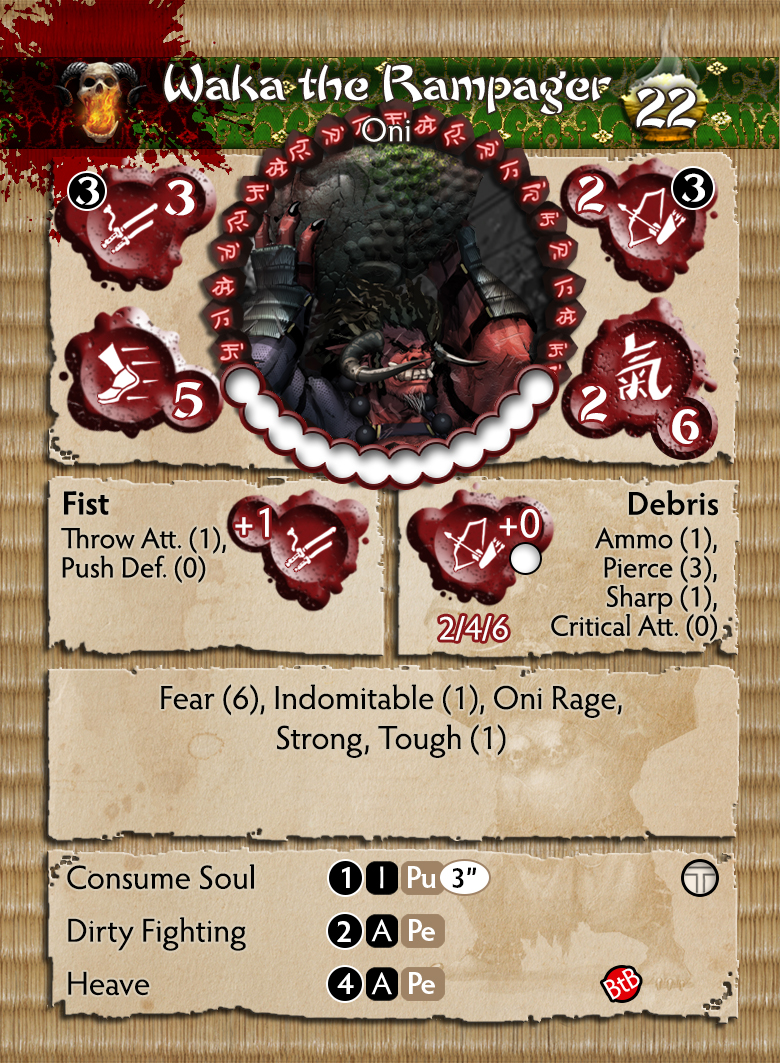 Waka the Rampager
22
Oni
3 3
2 3
5
氣
2 6
Fist
Throw Att. (1),
Push Def. (0)
+1
+0
2/4/6
Debris
Ammo (1),
Pierce (3),
Sharp (1),
Critical Att. (0)
Fear (6), Indomitable (1), Oni Rage,
Strong, Tough (1)
Consume Soul 1 I Pu 3” T
Dirty Fighting 2 A Pe
Heave 4 A Pe BtB